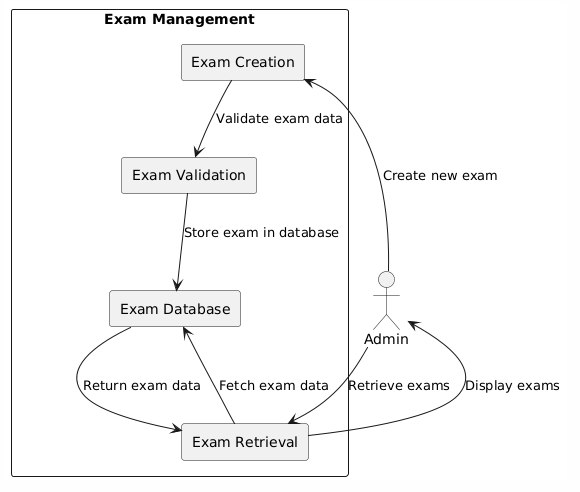 Exam Management
Exam Creation
Validate exam data
Exam Validation
Create new exam
Store exam in database
Exam Database
Admin
Return exam data
Fetch exam data
Retrieve exams
Display exams
Exam Retrieval